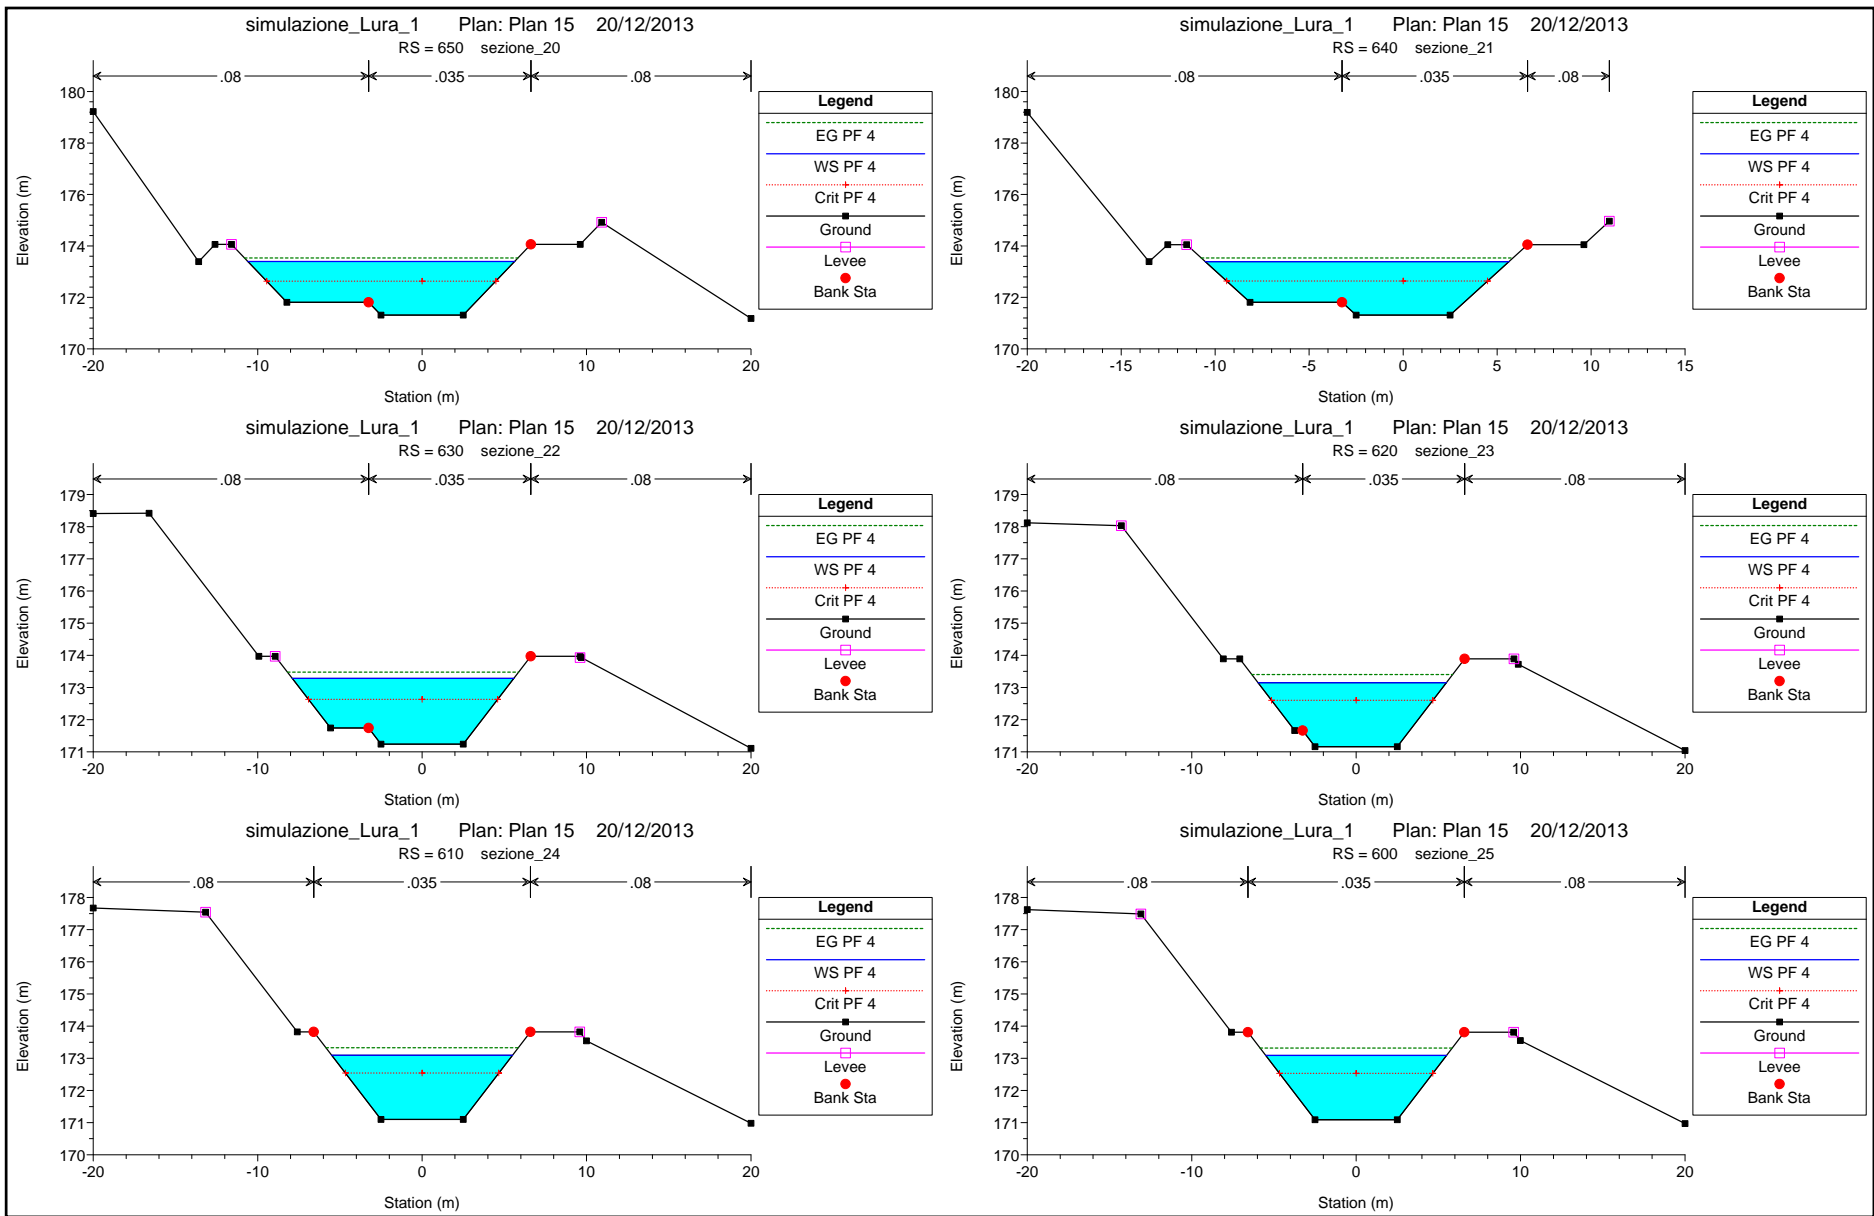 simulazione_Lura_1 Plan: Plan 15 20/12/2013
RS = 650 sezione_20
.08 .035 .08
180
178
176
174
172
170
-20 -10 0 10 20
Station (m)
Elevation (m)
Legend
EG PF 4
WS PF 4
Crit PF 4
Ground
Levee
Bank Sta
simulazione_Lura_1 Plan: Plan 15 20/12/2013
RS = 640 sezione_21
.08 .035 .08
180
178
176
174
172
170
-20 -15 -10 -5 0 5 10 15
Station (m)
Elevation (m)
Legend
EG PF 4
WS PF 4
Crit PF 4
Ground
Levee
Bank Sta
simulazione_Lura_1 Plan: Plan 15 20/12/2013
RS = 630 sezione_22
.08 .035 .08
179
178
177
176
175
174
173
172
171
-20 -10 0 10 20
Station (m)
Elevation (m)
Legend
EG PF 4
WS PF 4
Crit PF 4
Ground
Levee
Bank Sta
simulazione_Lura_1 Plan: Plan 15 20/12/2013
RS = 620 sezione_23
.08 .035 .08
179
178
177
176
175
174
173
172
171
-20 -10 0 10 20
Station (m)
Elevation (m)
Legend
EG PF 4
WS PF 4
Crit PF 4
Ground
Levee
Bank Sta
simulazione_Lura_1 Plan: Plan 15 20/12/2013
RS = 610 sezione_24
.08 .035 .08
178
177
176
175
174
173
172
171
170
-20 -10 0 10 20
Station (m)
Elevation (m)
Legend
EG PF 4
WS PF 4
Crit PF 4
Ground
Levee
Bank Sta
simulazione_Lura_1 Plan: Plan 15 20/12/2013
RS = 600 sezione_25
.08 .035 .08
178
177
176
175
174
173
172
171
170
-20 -10 0 10 20
Station (m)
Elevation (m)
Legend
EG PF 4
WS PF 4
Crit PF 4
Ground
Levee
Bank Sta